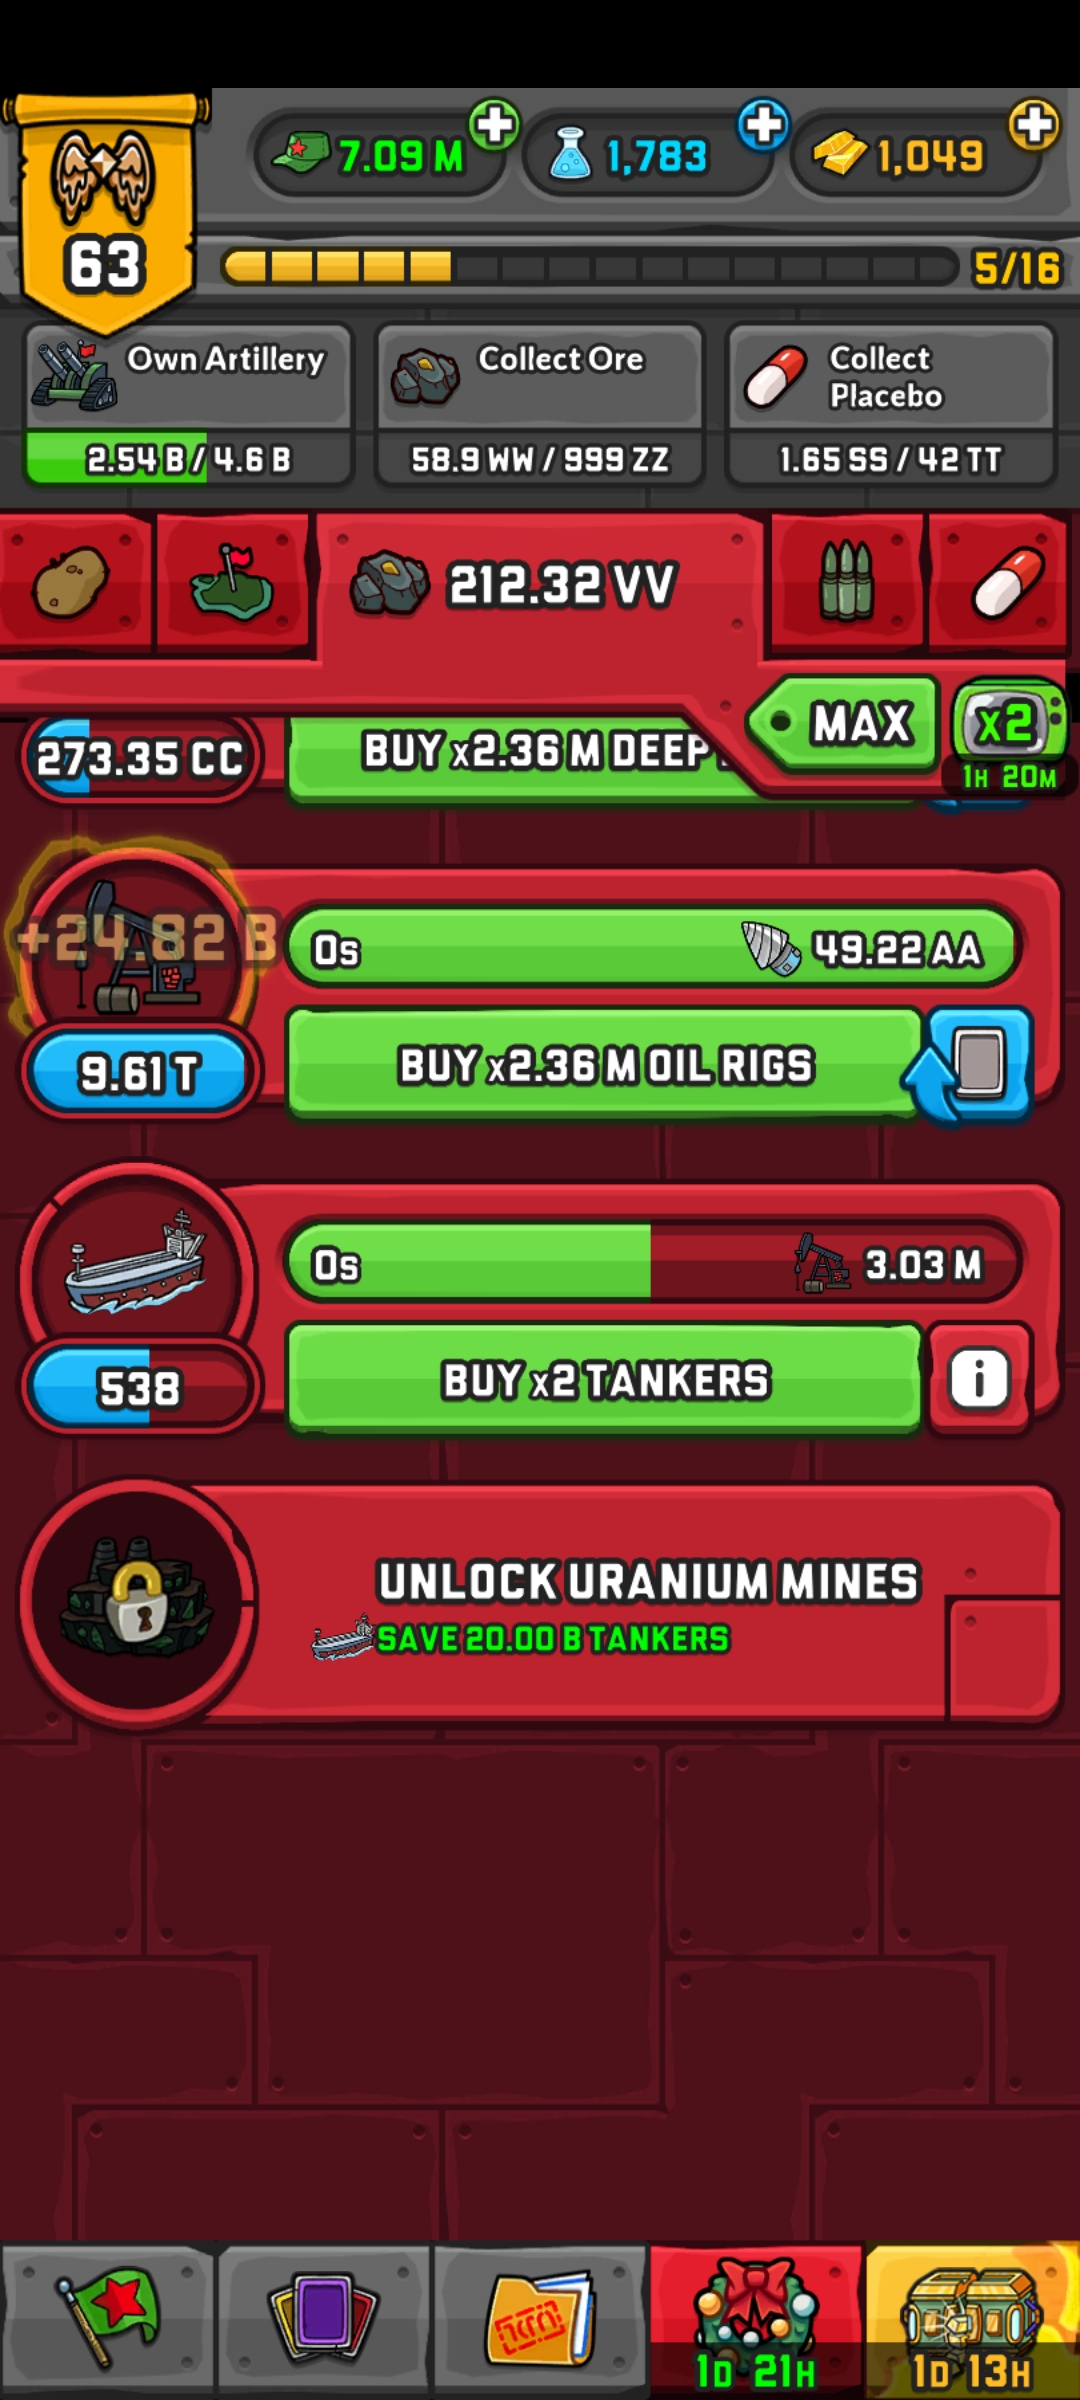 7.09 M
1,783
1,049
63
5/16
Own Artillery
2.54 B / 4.6 B
Collect Ore
58.9 WW / 999 ZZ
Collect
Placebo
1.65 SS / 42 TT
212.32 VV
MAX
x2
1H 20M
273.35 CC
BUY x2.36 M DEEP
+24.82 B
0s
49.22 AA
9.61 T
BUY x2.36 M OIL RIGS
0s
3.03 M
538
BUY x2 TANKERS
i
UNLOCK URANIUM MINES
SAVE 20.00 B TANKERS
1D 21H
1D 13H